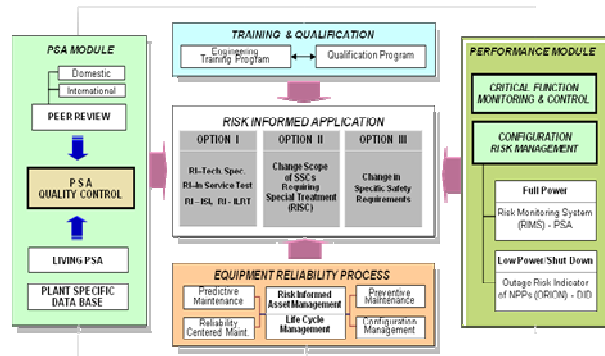 TRAINING & QUALIFICATION
Engineering
Training Program
Qualification Program
PSA MODULE
Domestic
International
PEER REVIEW
P S A
QUALITY CONTROL
LIVING PSA
PLANT SPECIFIC
DATA BASE
RISK INFORMED APPLICATION
OPTION I
RI-Tech. Spec.
RI-In Service Test
RI-ISI, RI-ILRT
OPTION II
Change Scope
of SSCs
Requiring
Special Treatment
(RISC)
OPTION III
Change in
Specific Safety
Requirements
EQUIPMENT RELIABILITY PROCESS
Predictive
Maintenance
Reliability
Centered Maint.
Risk Informed
Asset Management
Life Cycle
Management
Preventive
Maintenance
Configuration
Management
PERFORMANCE MODULE
CRITICAL FUNCTION
MONITORING & CONTROL
CONFIGURATION
RISK MANAGEMENT
Full Power
Risk Monitoring System
(RIMS) - PSA
Low Power/Shut Down
Outage Risk Indicator
of NPPs (ORION) - DID